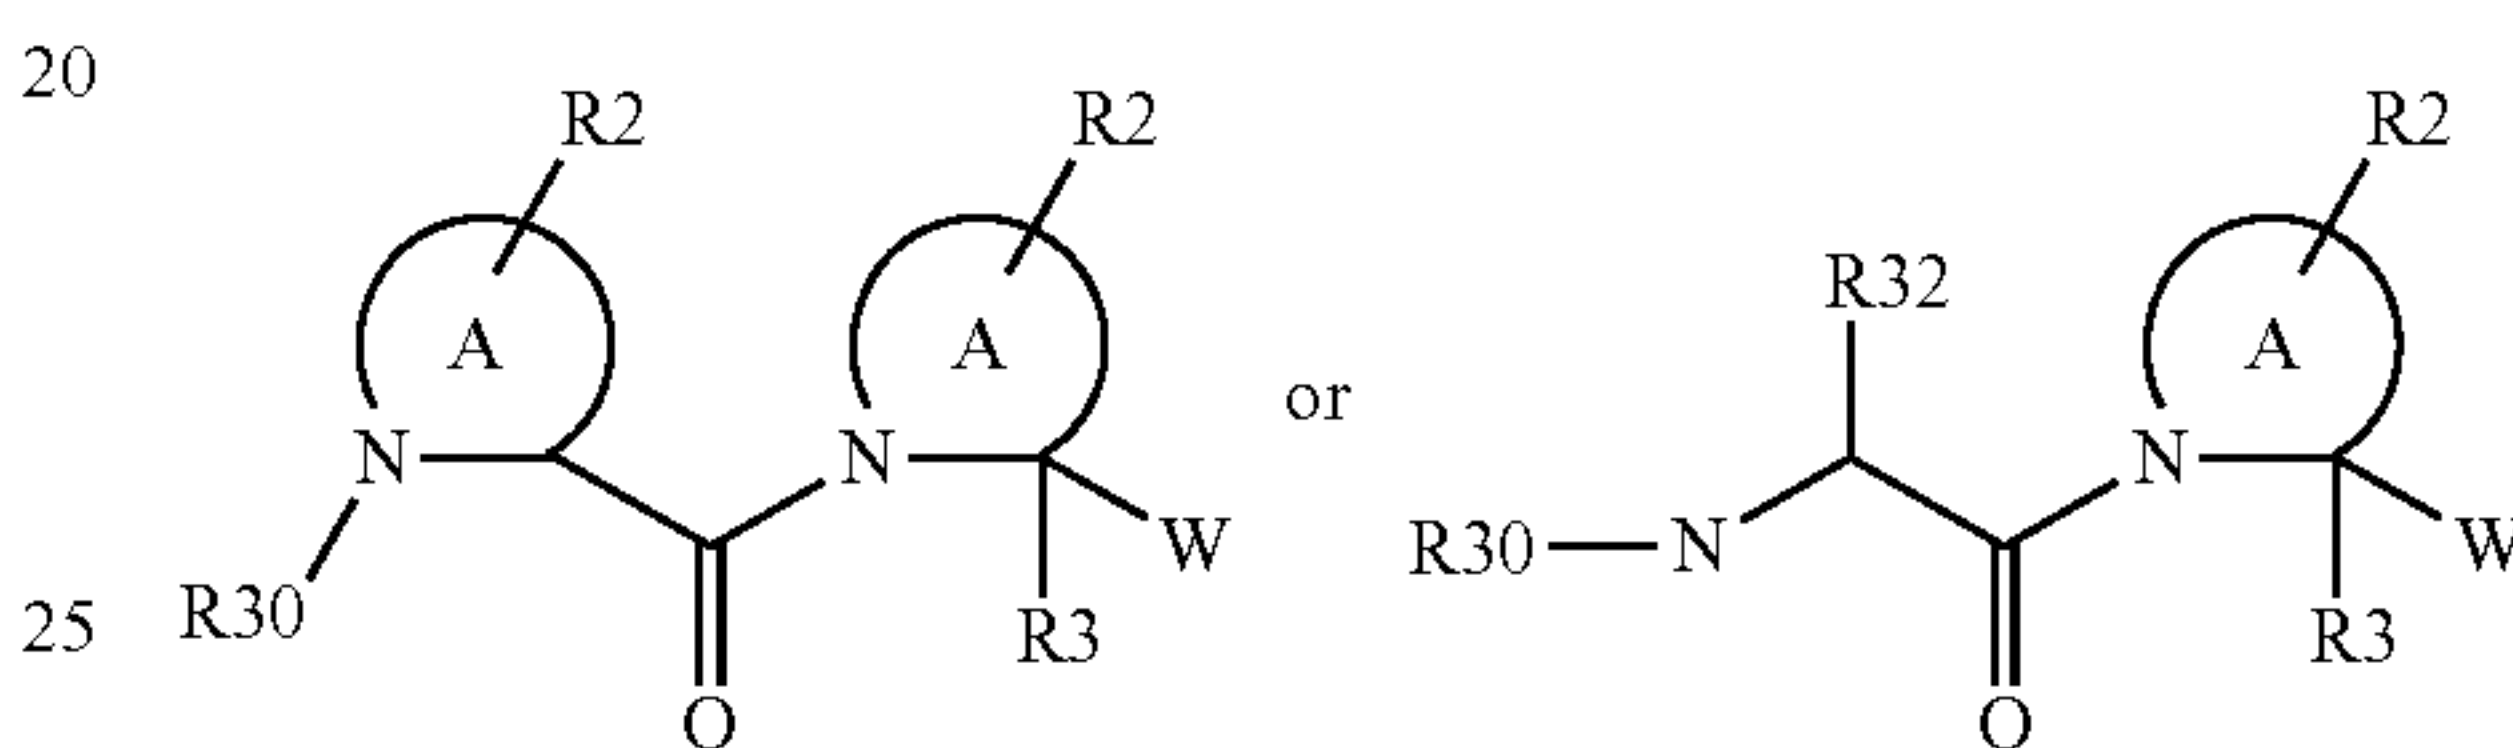 20
R2 R2 R2
R32
A A A
or
N N N
R30 N W W
25 R30 R3 R3
O O